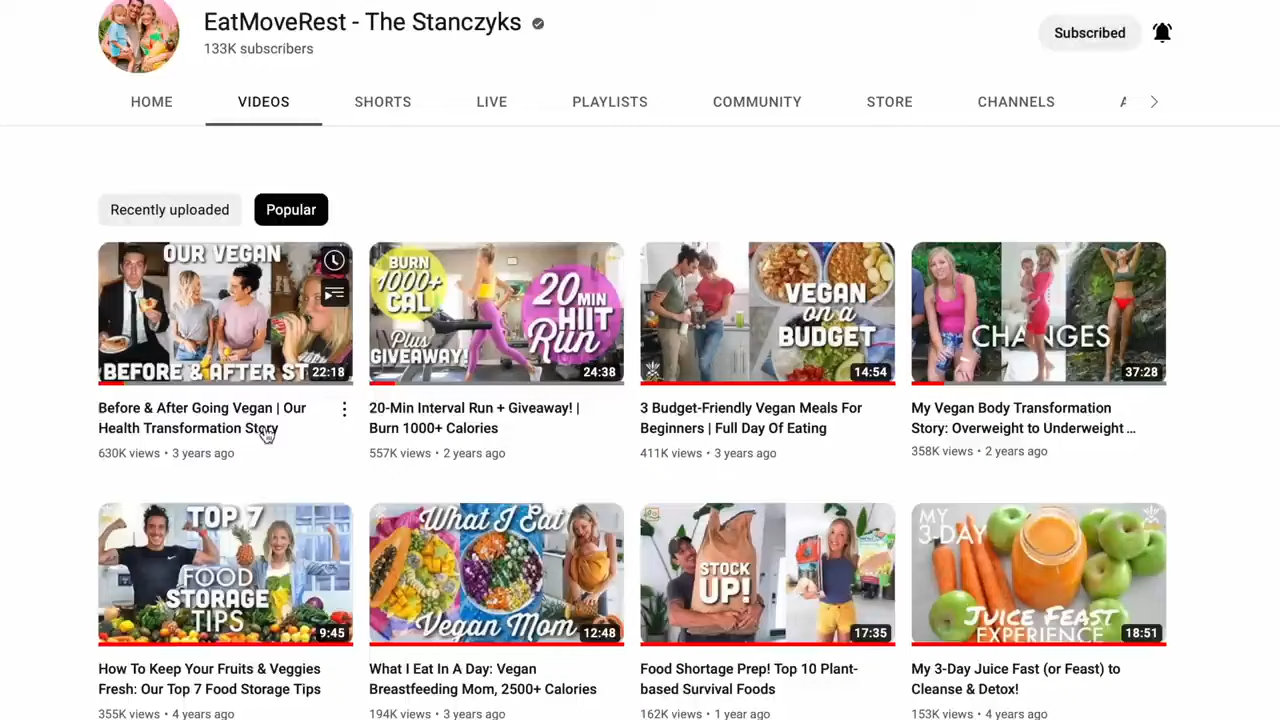 EatMoveRest - The Stanczyks
133K subscribers
Subscribed
HOME
VIDEOS
SHORTS
LIVE
PLAYLISTS
COMMUNITY
STORE
CHANNELS
Recently uploaded
Popular
OUR VEGAN
BEFORE & AFTER ST
22:18
BURN
1000+
CAL
Plus
GIVEAWAY!
20
MIN
HIIT
Run
24:38
VEGAN
on a
BUDGET
14:54
CHANGES
37:28
Before & After Going Vegan | Our
Health Transformation Story
630K views • 3 years ago
20-Min Interval Run + Giveaway! |
Burn 1000+ Calories
557K views • 2 years ago
3 Budget-Friendly Vegan Meals For
Beginners | Full Day Of Eating
411K views • 3 years ago
My Vegan Body Transformation
Story: Overweight to Underweight ...
358K views • 2 years ago
TOP 7
FOOD
STORAGE
TIPS
9:45
What I Eat
Vegan Mom
12:48
STOCK
UP!
17:35
MY
3-DAY
JUICE FEAST
EXPERIENCE
18:51
How To Keep Your Fruits & Veggies
Fresh: Our Top 7 Food Storage Tips
355K views • 4 years ago
What I Eat In A Day: Vegan
Breastfeeding Mom, 2500+ Calories
194K views • 3 years ago
Food Shortage Prep! Top 10 Plant-
based Survival Foods
162K views • 1 year ago
My 3-Day Juice Fast (or Feast) to
Cleanse & Detox!
153K views • 4 years ago